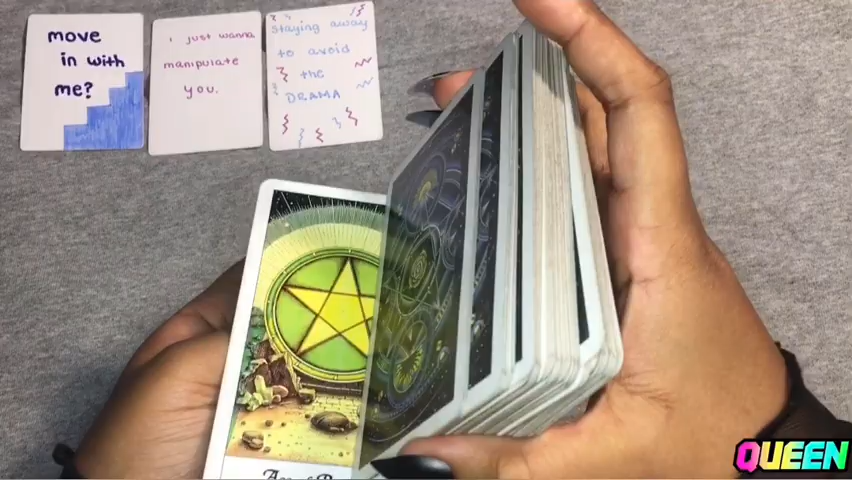 move
in with
me?
I just wanna
manipulate
you.
Staying away
to avoid
the
DRAMA
QUEEN